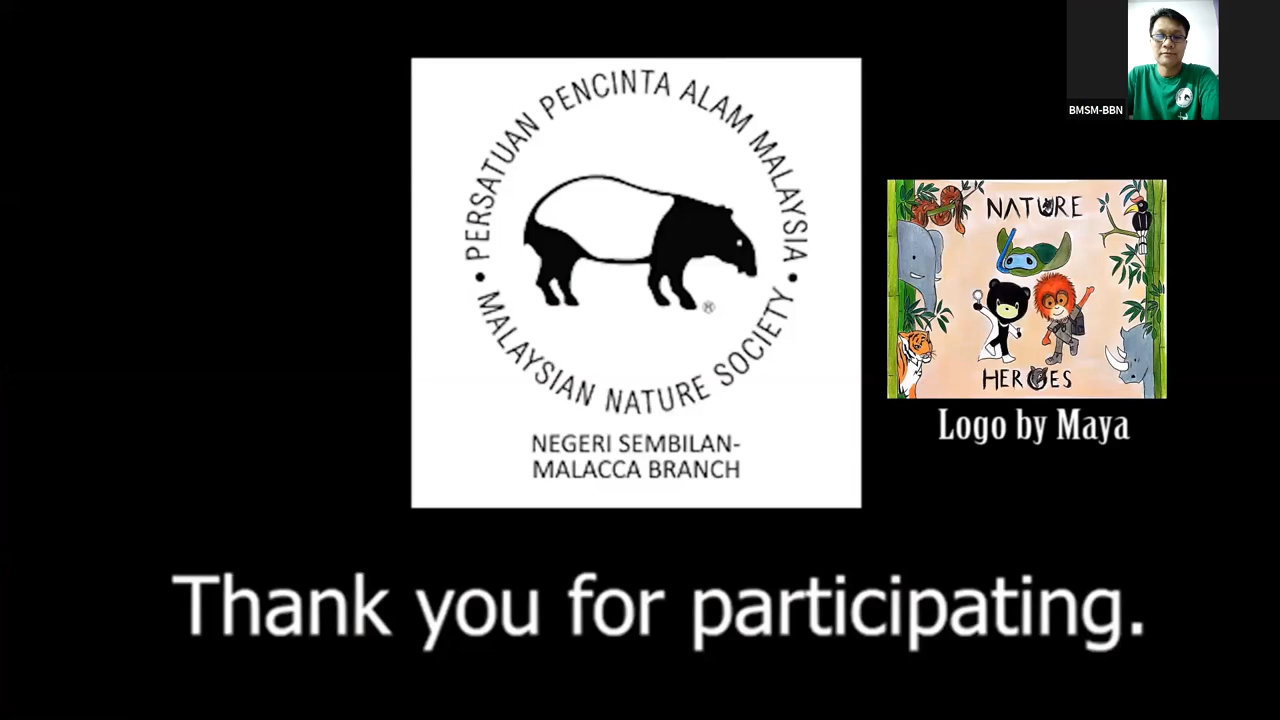 PERSATUAN PENCINTA ALAM MALAYSIA
• MALAYSIAN NATURE SOCIETY •
®
NEGERI SEMBILAN-
MALACCA BRANCH
BMSM-BBN
NATURE
HEROES
Logo by Maya
Thank you for participating.